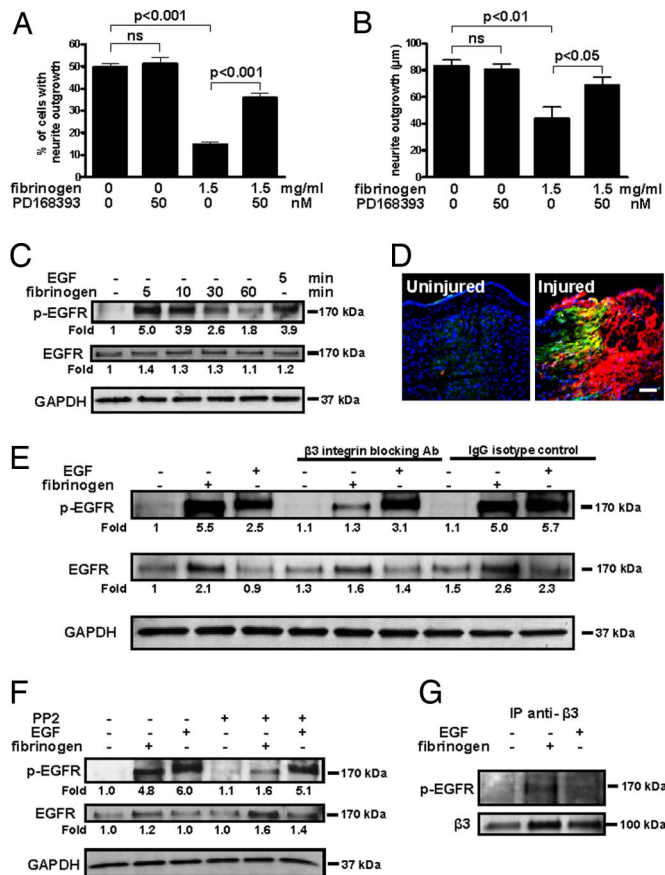 A
p<0.001
ns
p<0.001
% of cells with
neurite outgrowth
60
50
40
30
20
10
0
fibrinogen 0 0 1.5 1.5 mg/ml
PD168393 0 50 0 50 nM
B
p<0.01
ns
p<0.05
neurite outgrowth (µm)
100
80
60
40
20
0
fibrinogen 0 0 1.5 1.5 mg/ml
PD168393 0 50 0 50 nM
C
EGF - - - - - 5 min
fibrinogen - 5 10 30 60 - min
p-EGFR 170 kDa
Fold 1 5.0 3.9 2.6 1.8 3.9
EGFR 170 kDa
Fold 1 1.4 1.3 1.3 1.1 1.2
GAPDH 37 kDa
D
Uninjured
Injured
E
β3 integrin blocking Ab IgG isotype control
EGF - - + - - + - - +
fibrinogen - + - - + - - + -
p-EGFR 170 kDa
Fold 1 5.5 2.5 1.1 1.3 3.1 1.1 5.0 5.7
EGFR 170 kDa
Fold 1 2.1 0.9 1.3 1.6 1.4 1.5 2.6 2.3
GAPDH 37 kDa
F
PP2 - - - + + +
EGF - - + - - +
fibrinogen - + - - + -
p-EGFR 170 kDa
Fold 1.0 4.8 6.0 1.1 1.6 5.1
EGFR 170 kDa
Fold 1.0 1.2 1.0 1.0 1.6 1.4
GAPDH 37 kDa
G
IP anti-β3
EGF - - +
fibrinogen - + -
p-EGFR 170 kDa
β3 100 kDa